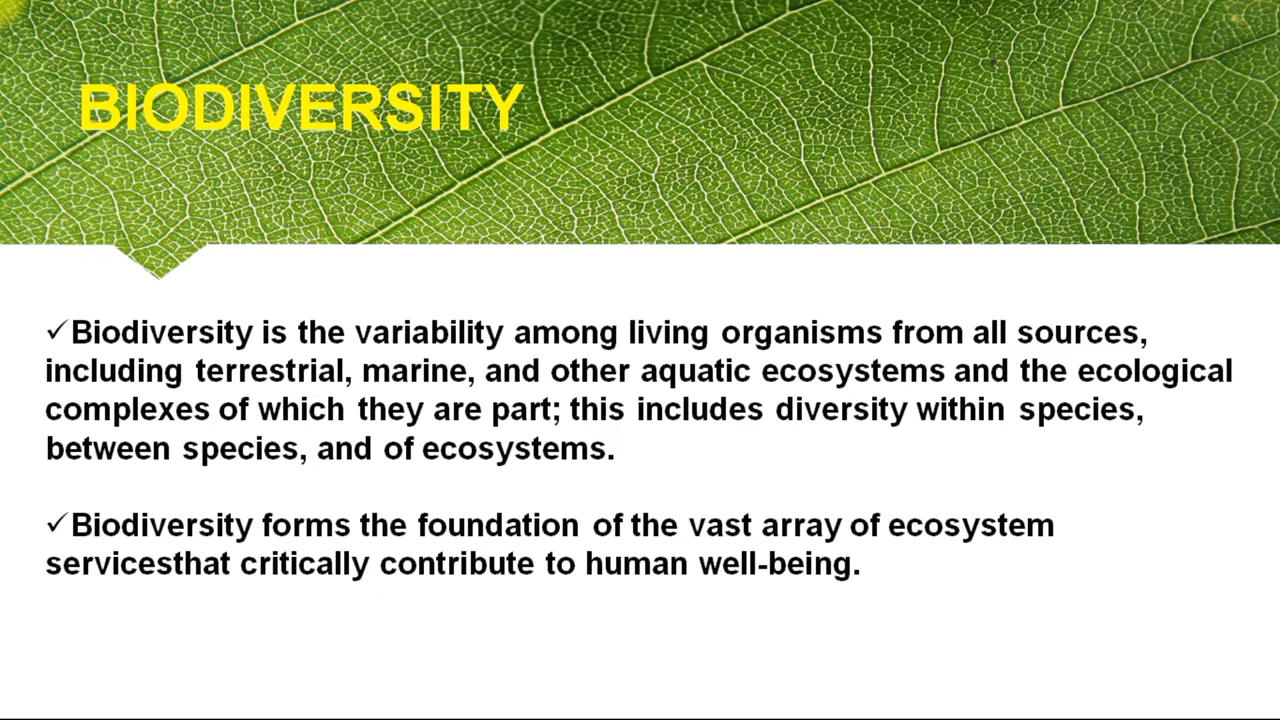 BIODIVERSITY
✓Biodiversity is the variability among living organisms from all sources,
including terrestrial, marine, and other aquatic ecosystems and the ecological
complexes of which they are part; this includes diversity within species,
between species, and of ecosystems.
✓Biodiversity forms the foundation of the vast array of ecosystem
servicesthat critically contribute to human well-being.